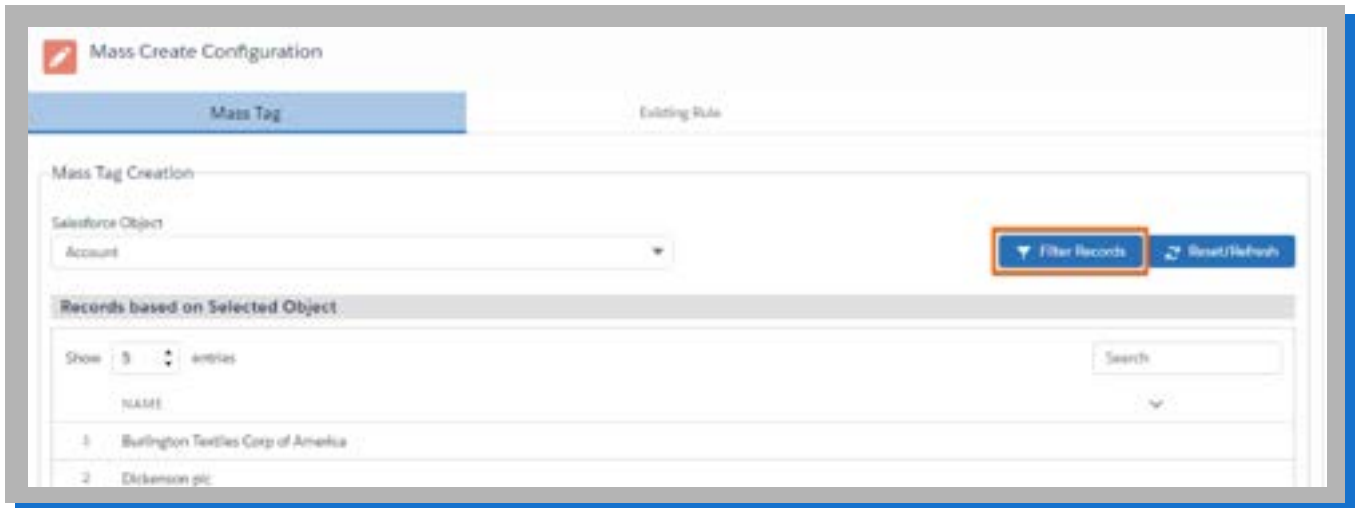 Mass Create Configuration
Mass Tag
Existing Rule
Mass Tag Creation
Salesforce Object
Account
Filter Records
Reset/Refresh
Records based on Selected Object
Show 5 entries
Search
NAME
1 Burlington Textiles Corp of America
2 Dickenson plc